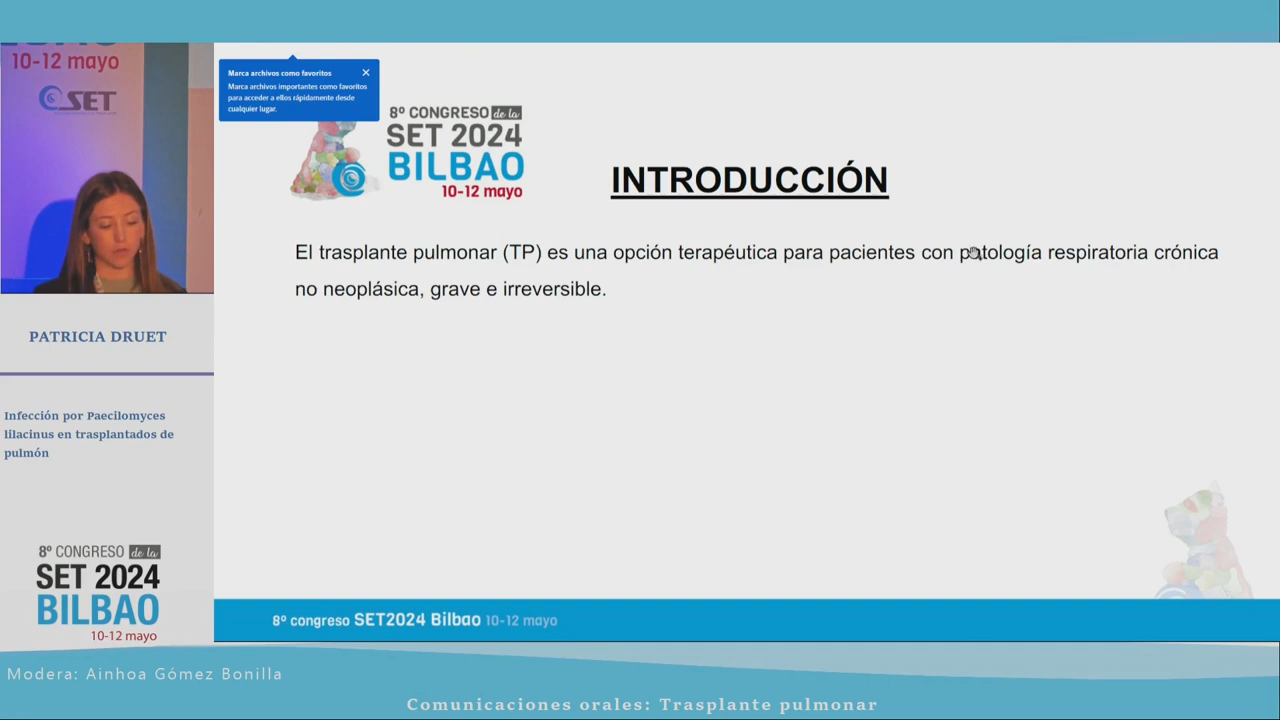 10-12 mayo
SET
PATRICIA DRUET
Infección por Paecilomyces
lilacinus en trasplantados de
pulmón
8º CONGRESO de la
SET 2024
BILBAO
10-12 mayo
Marca archivos como favoritos
Marca archivos importantes como favoritos
para acceder a ellos rápidamente desde
cualquier lugar.
8º CONGRESO de la
SET 2024
BILBAO
10-12 mayo
INTRODUCCIÓN
El trasplante pulmonar (TP) es una opción terapéutica para pacientes con patología respiratoria crónica
no neoplásica, grave e irreversible.
8º congreso SET2024 Bilbao 10-12 mayo
Modera: Ainhoa Gómez Bonilla
Comunicaciones orales: Trasplante pulmonar